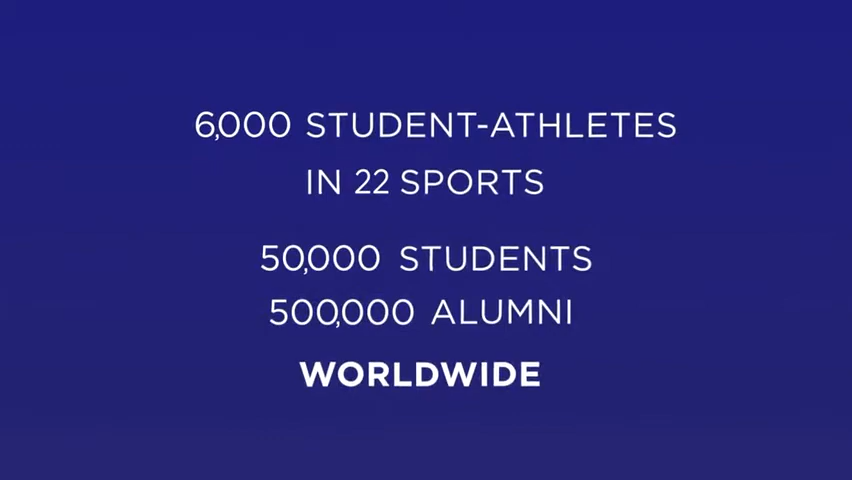 6,000 STUDENT-ATHLETES
IN 22 SPORTS
50,000 STUDENTS
500,000 ALUMNI
WORLDWIDE